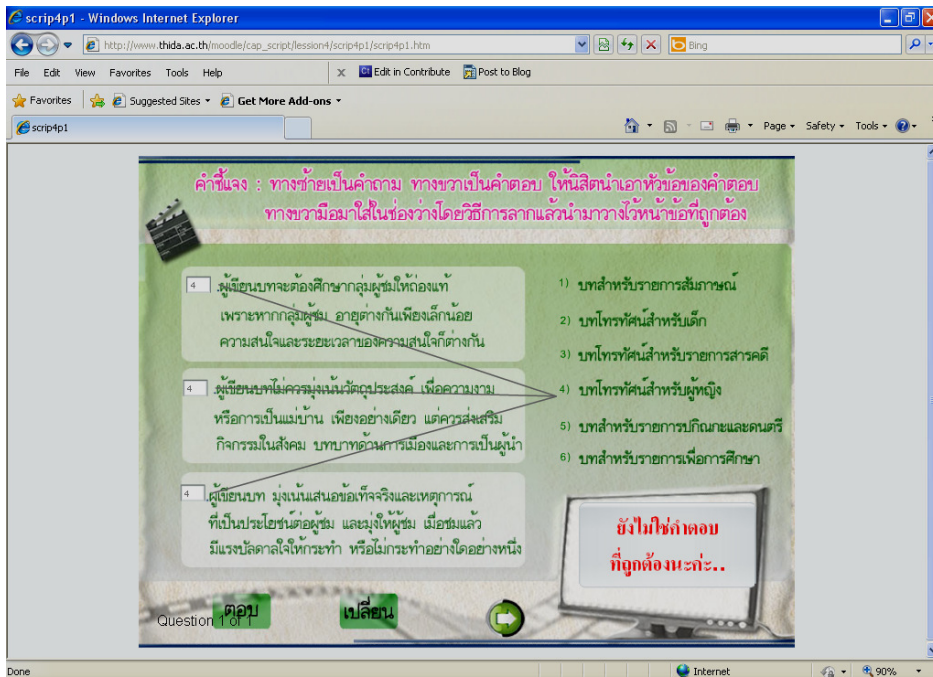 scrip4p1 - Windows Internet Explorer
http://www.thida.ac.th/moodle/cap_script/lession4/scrip4p1/scrip4p1.htm
Bing
File Edit View Favorites Tools Help
x Edit in Contribute Post to Blog
Favorites Suggested Sites Get More Add-ons
scrip4p1
Page Safety Tools
คำชี้แจง : ทางซ้ายเป็นคำถาม ทางขวาเป็นคำตอบ ให้นิสิตนำเอาหัวข้อของคำตอบ
ทางขวามือมาใส่ในช่องว่างโดยวิธีการลากแล้วนำมาวางไว้หน้าข้อที่ถูกต้อง
4 .ผู้เขียนบทจะต้องศึกษากลุ่มผู้ชมให้ถ่องแท้
เพราะหากกลุ่มผู้ชม อายุต่างกันเพียงเล็กน้อย
ความสนใจและระยะเวลาของความสนใจก็ต่างกัน
4 .ผู้เขียนบทไม่ควรมุ่งเน้นวัตถุประสงค์ เพื่อความงาม
หรือการเป็นแม่บ้าน เพียงอย่างเดียว แต่ควรส่งเสริม
กิจกรรมในสังคม บทบาทด้านการเมืองและการเป็นผู้นำ
4 .ผู้เขียนบท มุ่งเน้นเสนอข้อเท็จจริงและเหตุการณ์
ที่เป็นประโยชน์ต่อผู้ชม และมุ่งให้ผู้ชม เมื่อชมแล้ว
มีแรงบัลดาลใจให้กระทำ หรือไม่กระทำอย่างใดอย่างหนึ่ง
1) บทสำหรับรายการสัมภาษณ์
2) บทโทรทัศน์สำหรับเด็ก
3) บทโทรทัศน์สำหรับรายการสารคดี
4) บทโทรทัศน์สำหรับผู้หญิง
5) บทสำหรับรายการปกิณกะและดนตรี
6) บทสำหรับรายการเพื่อการศึกษา
ยังไม่ใช่คำตอบ
ที่ถูกต้องนะค่ะ..
Question 1 of 1
ตอบ
เปลี่ยน
Done
Internet
90%